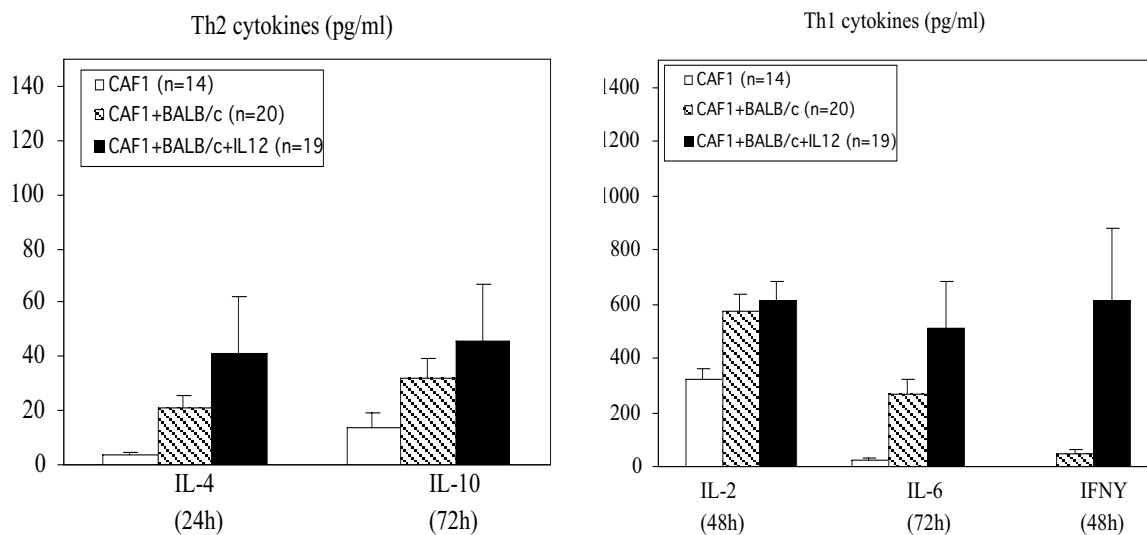 Th2 cytokines (pg/ml)
140
120
100
80
60
40
20
0
CAF1 (n=14)
CAF1+BALB/c (n=20)
CAF1+BALB/c+IL12 (n=19
IL-4
(24h)
IL-10
(72h)
Th1 cytokines (pg/ml)
1400
1200
1000
800
600
400
200
0
CAF1 (n=14)
CAF1+BALB/c (n=20)
CAF1+BALB/c+IL12 (n=19)
IL-2
(48h)
IL-6
(72h)
IFNY
(48h)